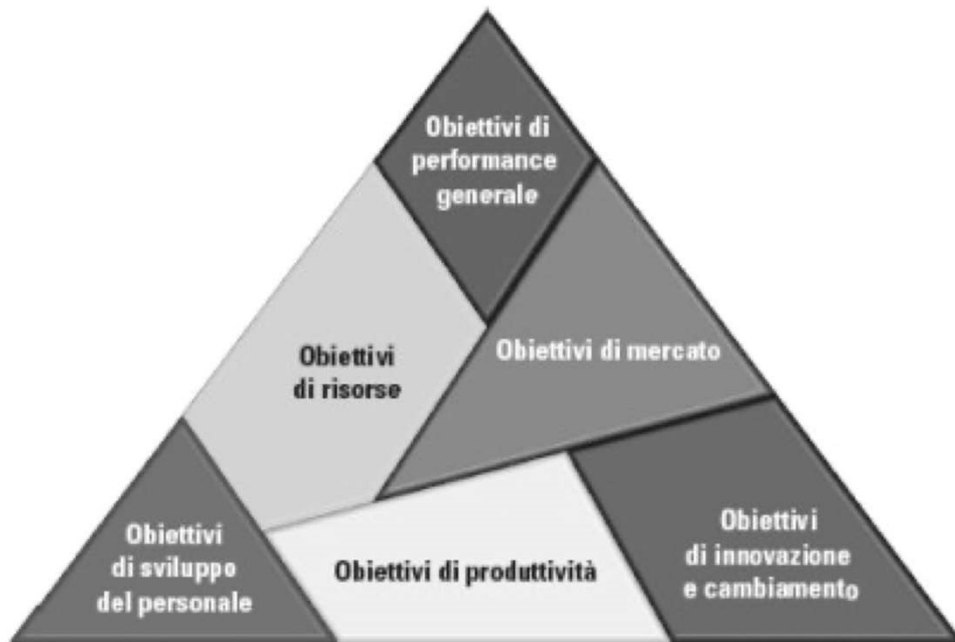 Obiettivi di
performance
generale
Obiettivi
di risorse
Obiettivi di mercato
Obiettivi
di sviluppo
del personale
Obiettivi di produttività
Obiettivi
di innovazione
e cambiamento